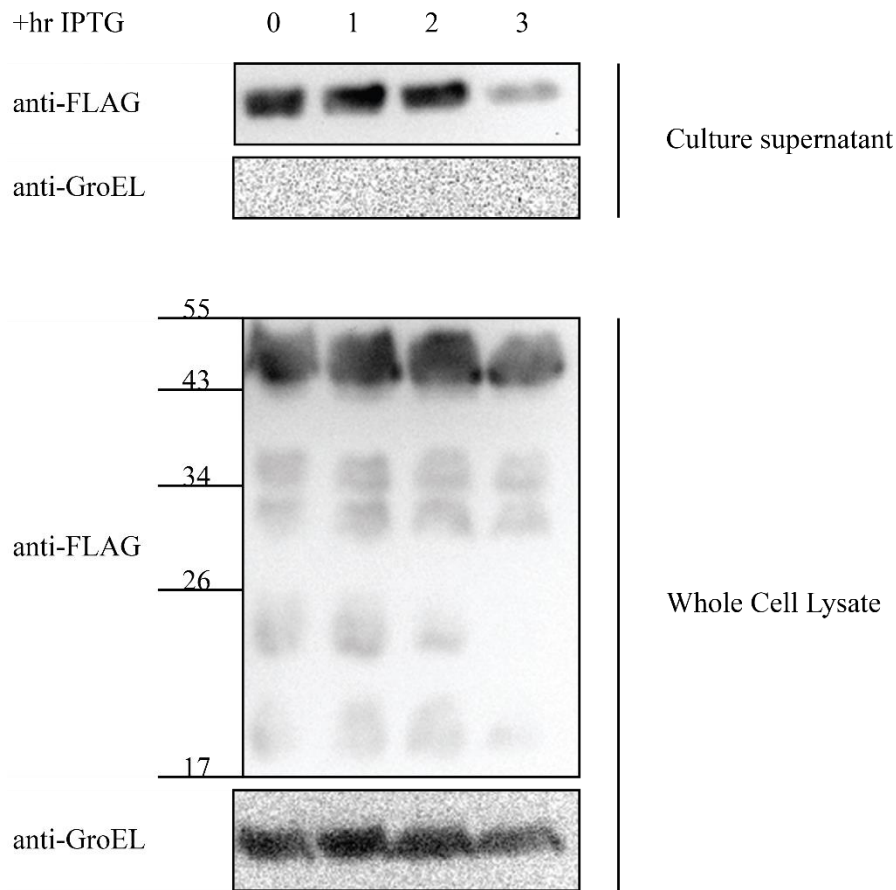 +hr IPTG 0 1 2 3
anti-FLAG
Culture supernatant
anti-GroEL
55
43
34
anti-FLAG
26
Whole Cell Lysate
17
anti-GroEL